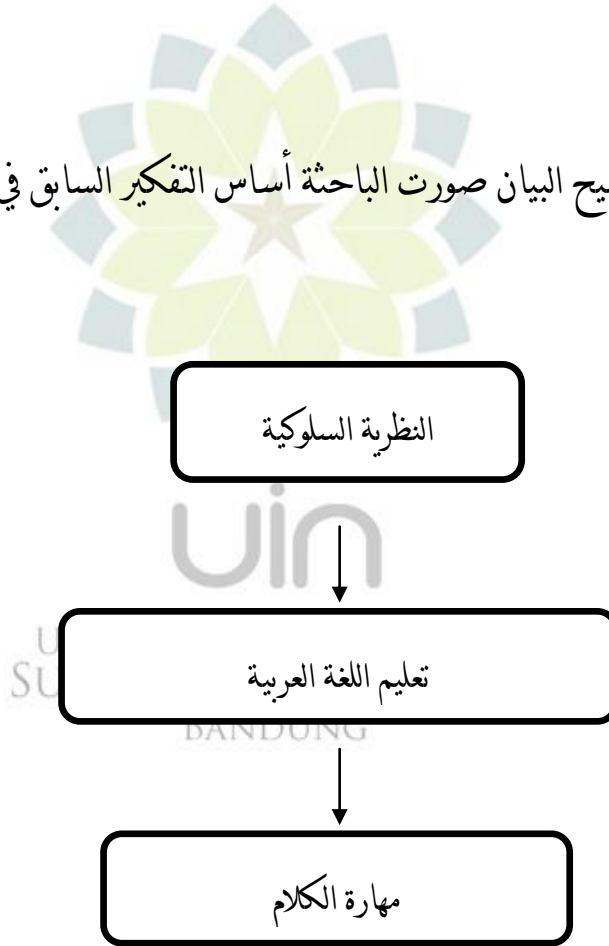 البيان صورت الباحثة أساس التفكير السابق في
النظرية السلوكية
uin
تعليم اللغة العربية
BANDUNG
مهارة الكلام